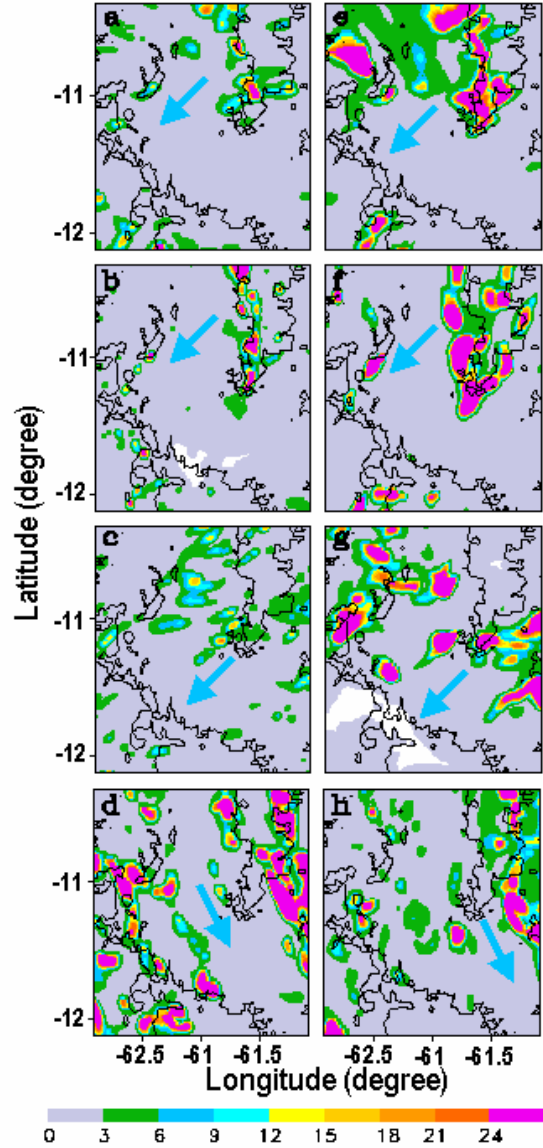 a e
-11
-12
b f
-11
-12
c g
-11
-12
d h
-11
-12
-62.5 -61 -61.5 -62.5 -61 -61.5
Latitude (degree)
Longitude (degree)
0 3 6 9 12 15 18 21 24